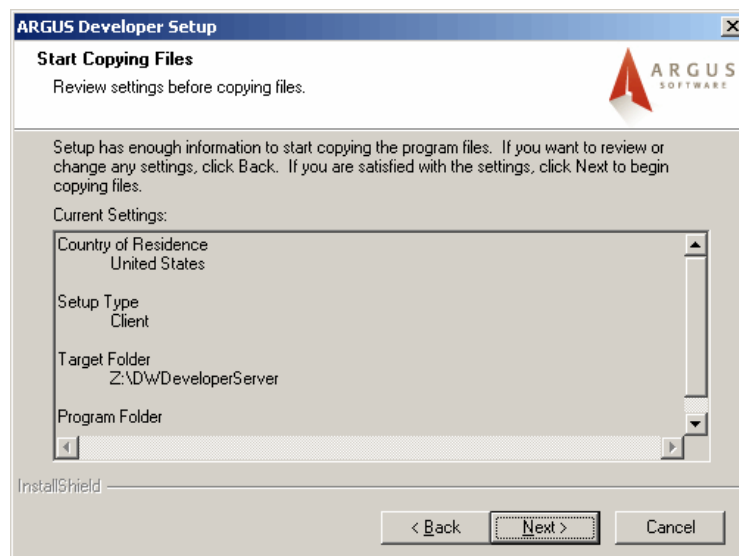 ARGUS Developer Setup
Start Copying Files
Review settings before copying files.
ARGUS
SOFTWARE
Setup has enough information to start copying the program files.  If you want to review or
change any settings, click Back.  If you are satisfied with the settings, click Next to begin
copying files.
Current Settings:
Country of Residence
United States
Setup Type
Client
Target Folder
Z:\DWDeveloperServer
Program Folder
InstallShield
< Back
Next >
Cancel